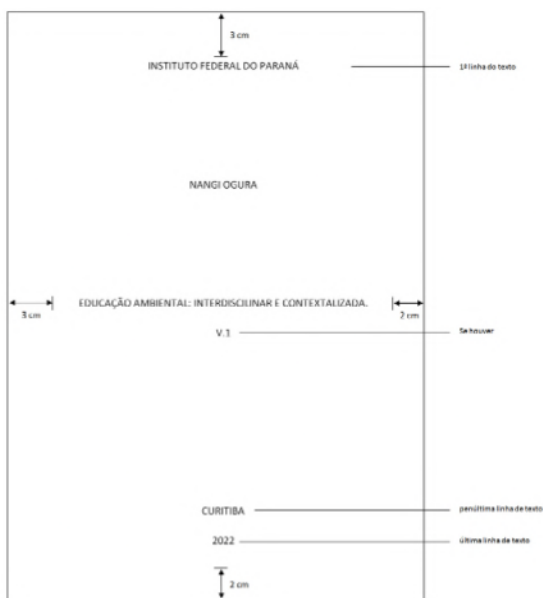 3 cm
INSTITUTO FEDERAL DO PARANÁ
1ª linha do texto
NANGI OGURA
EDUCAÇÃO AMBIENTAL: INTERDISCILINAR E CONTEXTALIZADA.
3 cm
2 cm
V.1
Se houver
CURITIBA
penúltima linha de texto
2022
última linha de texto
2 cm